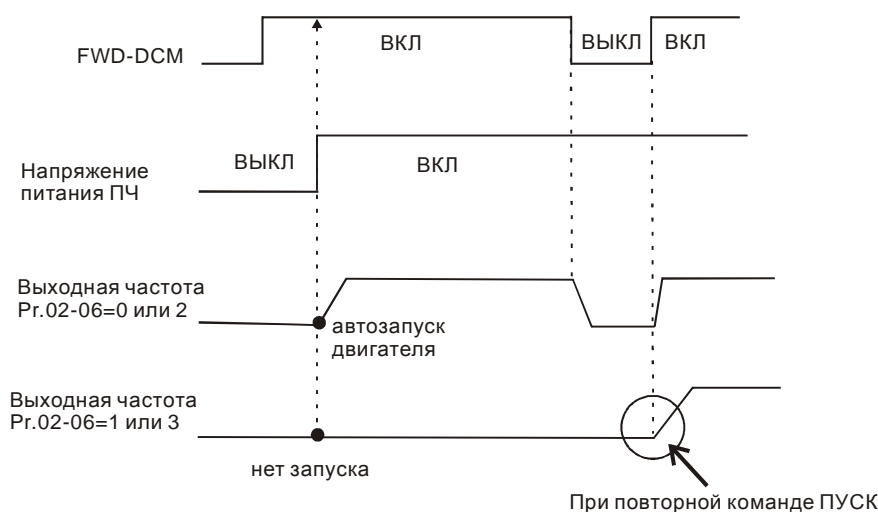 FWD-DCM
ВКЛ
ВЫКЛ
ВКЛ
Напряжение
питания ПЧ
ВЫКЛ
ВКЛ
Выходная частота
Pr.02-06=0 или 2
автозапуск
двигателя
Выходная частота
Pr.02-06=1 или 3
нет запуска
При повторной команде ПУСК